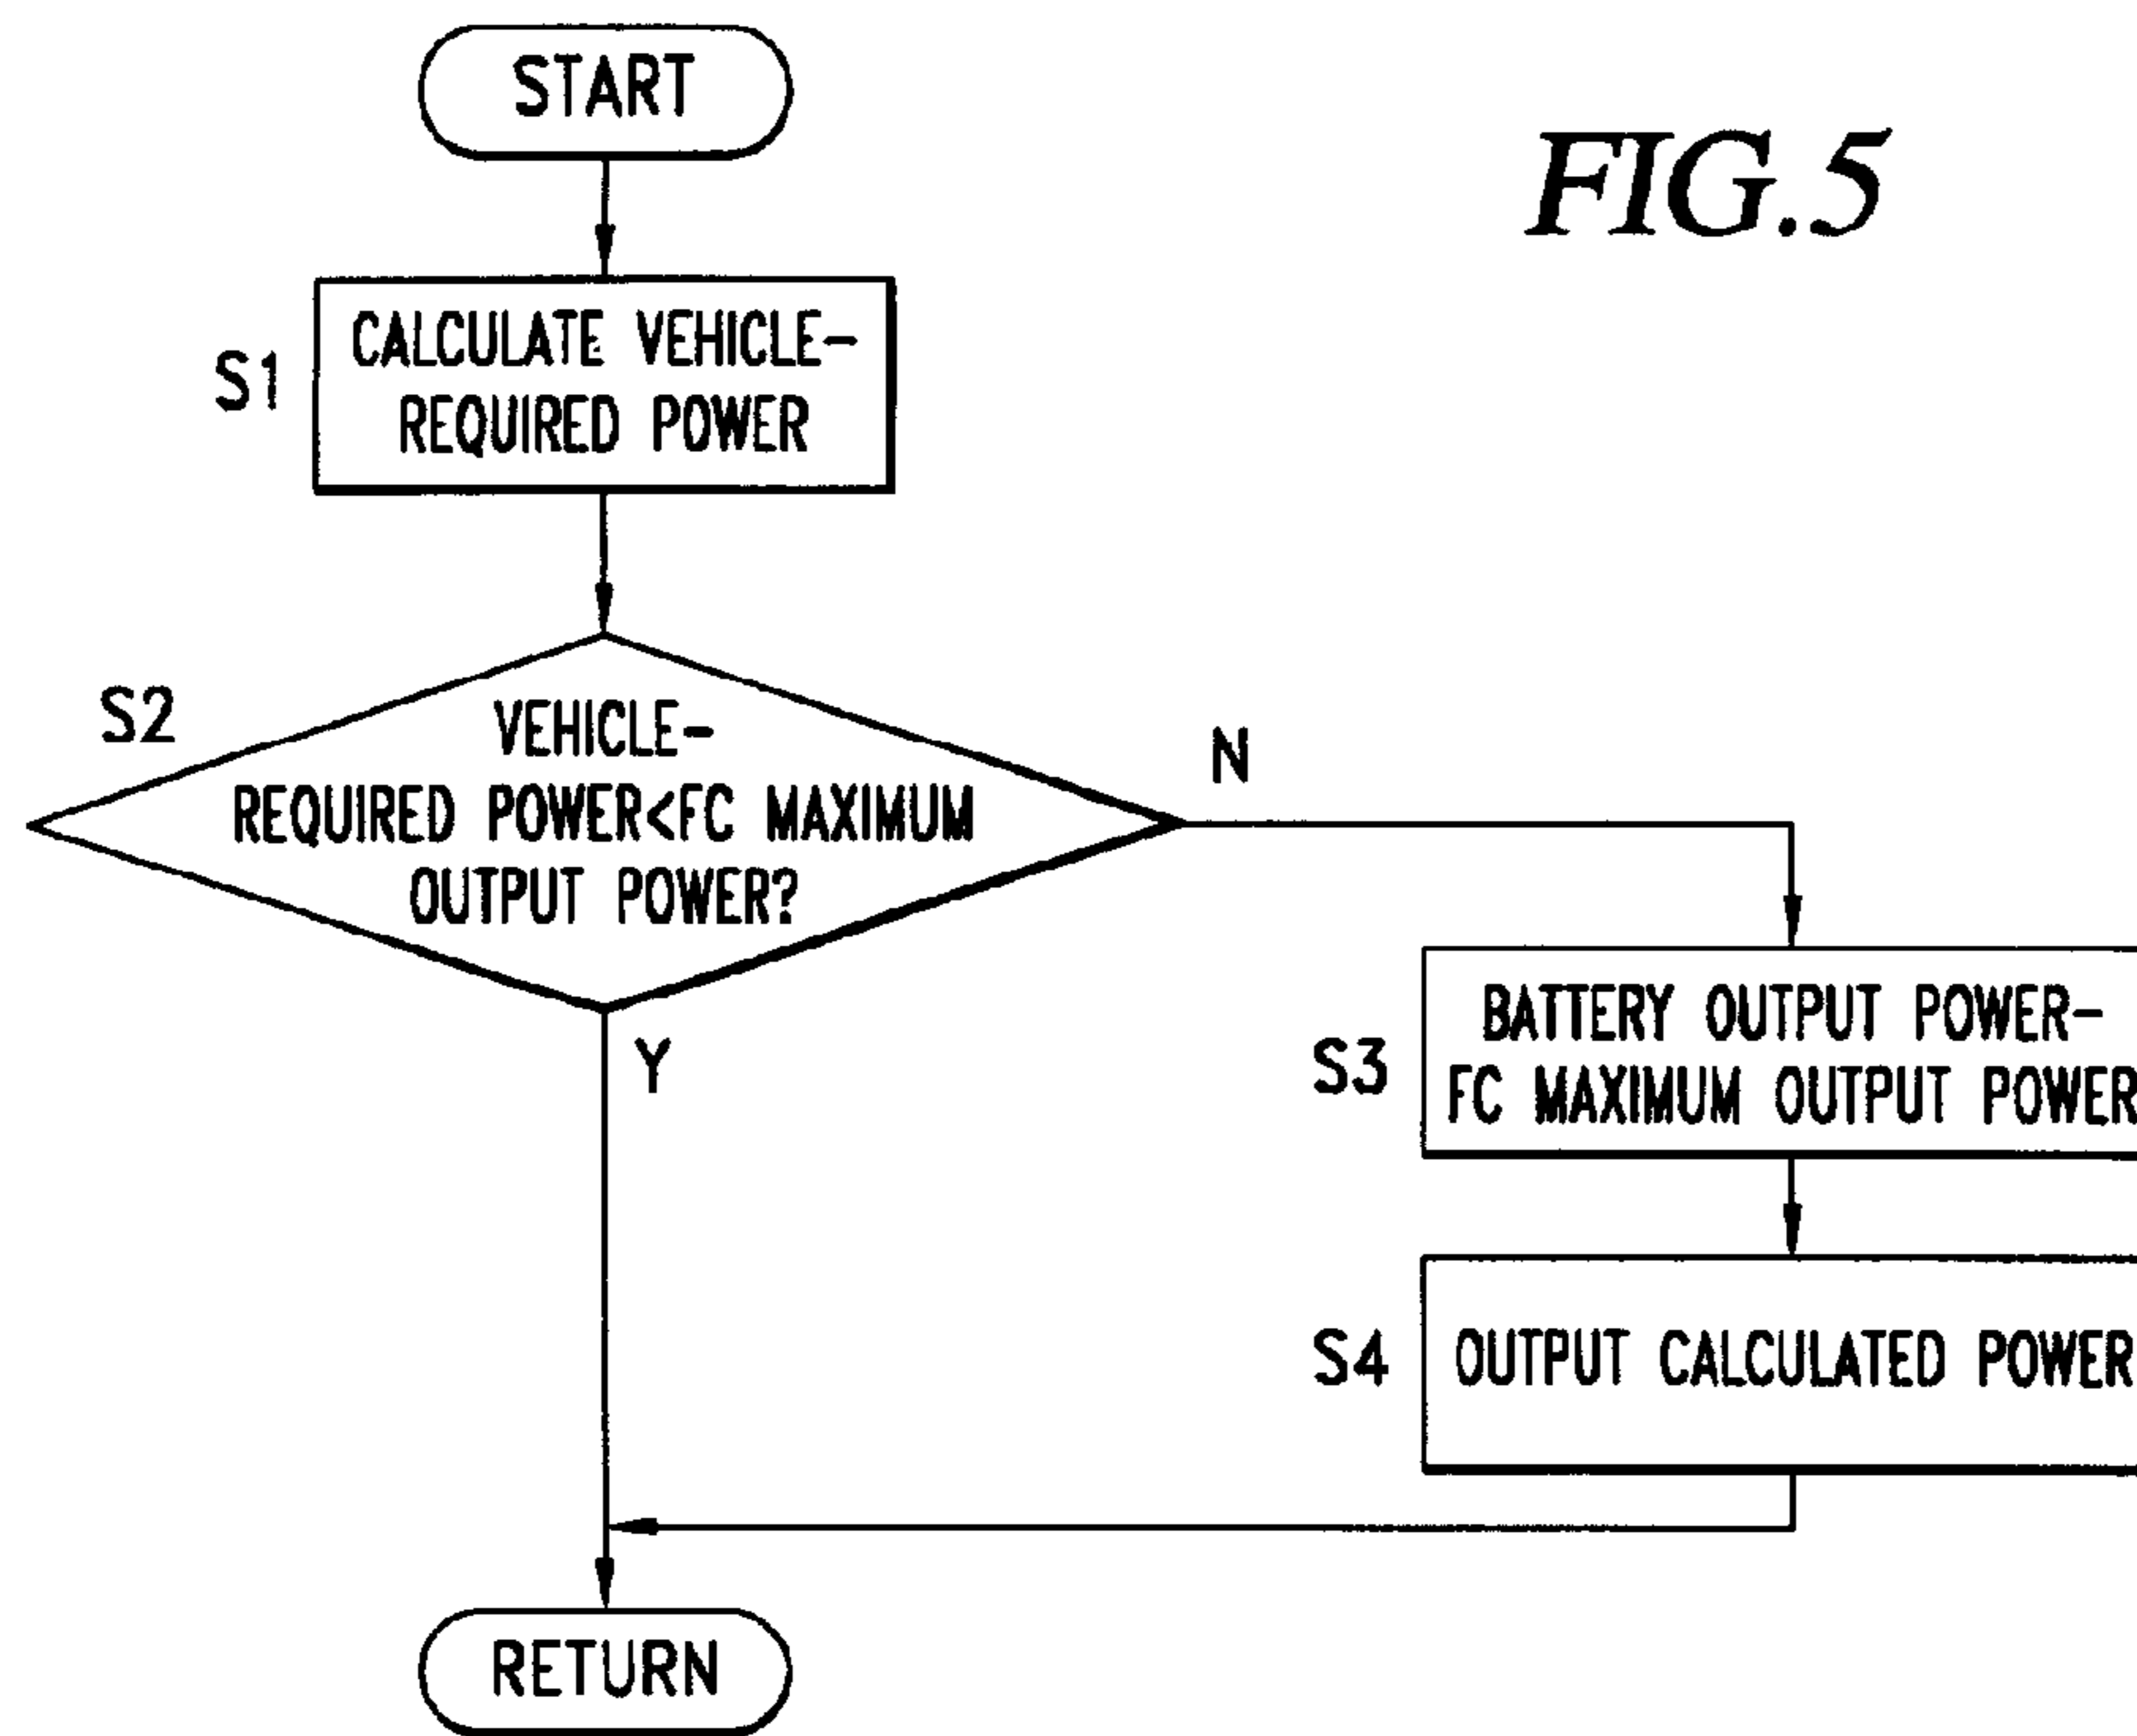 START
FIG.5
S1
CALCULATE VEHICLE-
REQUIRED POWER
S2
VEHICLE-
REQUIRED POWER<FC MAXIMUM
OUTPUT POWER?
N
Y
S3
BATTERY OUTPUT POWER-
FC MAXIMUM OUTPUT POWER
S4
OUTPUT CALCULATED POWER
RETURN